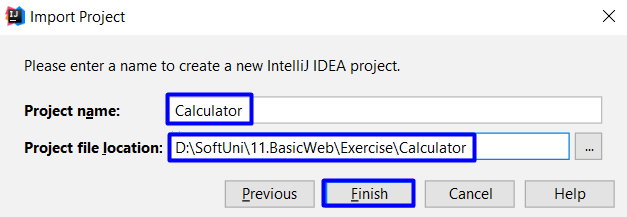 Import Project
Please enter a name to create a new IntelliJ IDEA project.
Project name: Calculator
Project file location: D:\SoftUni\11.BasicWeb\Exercise\Calculator ...
Previous Finish Cancel Help